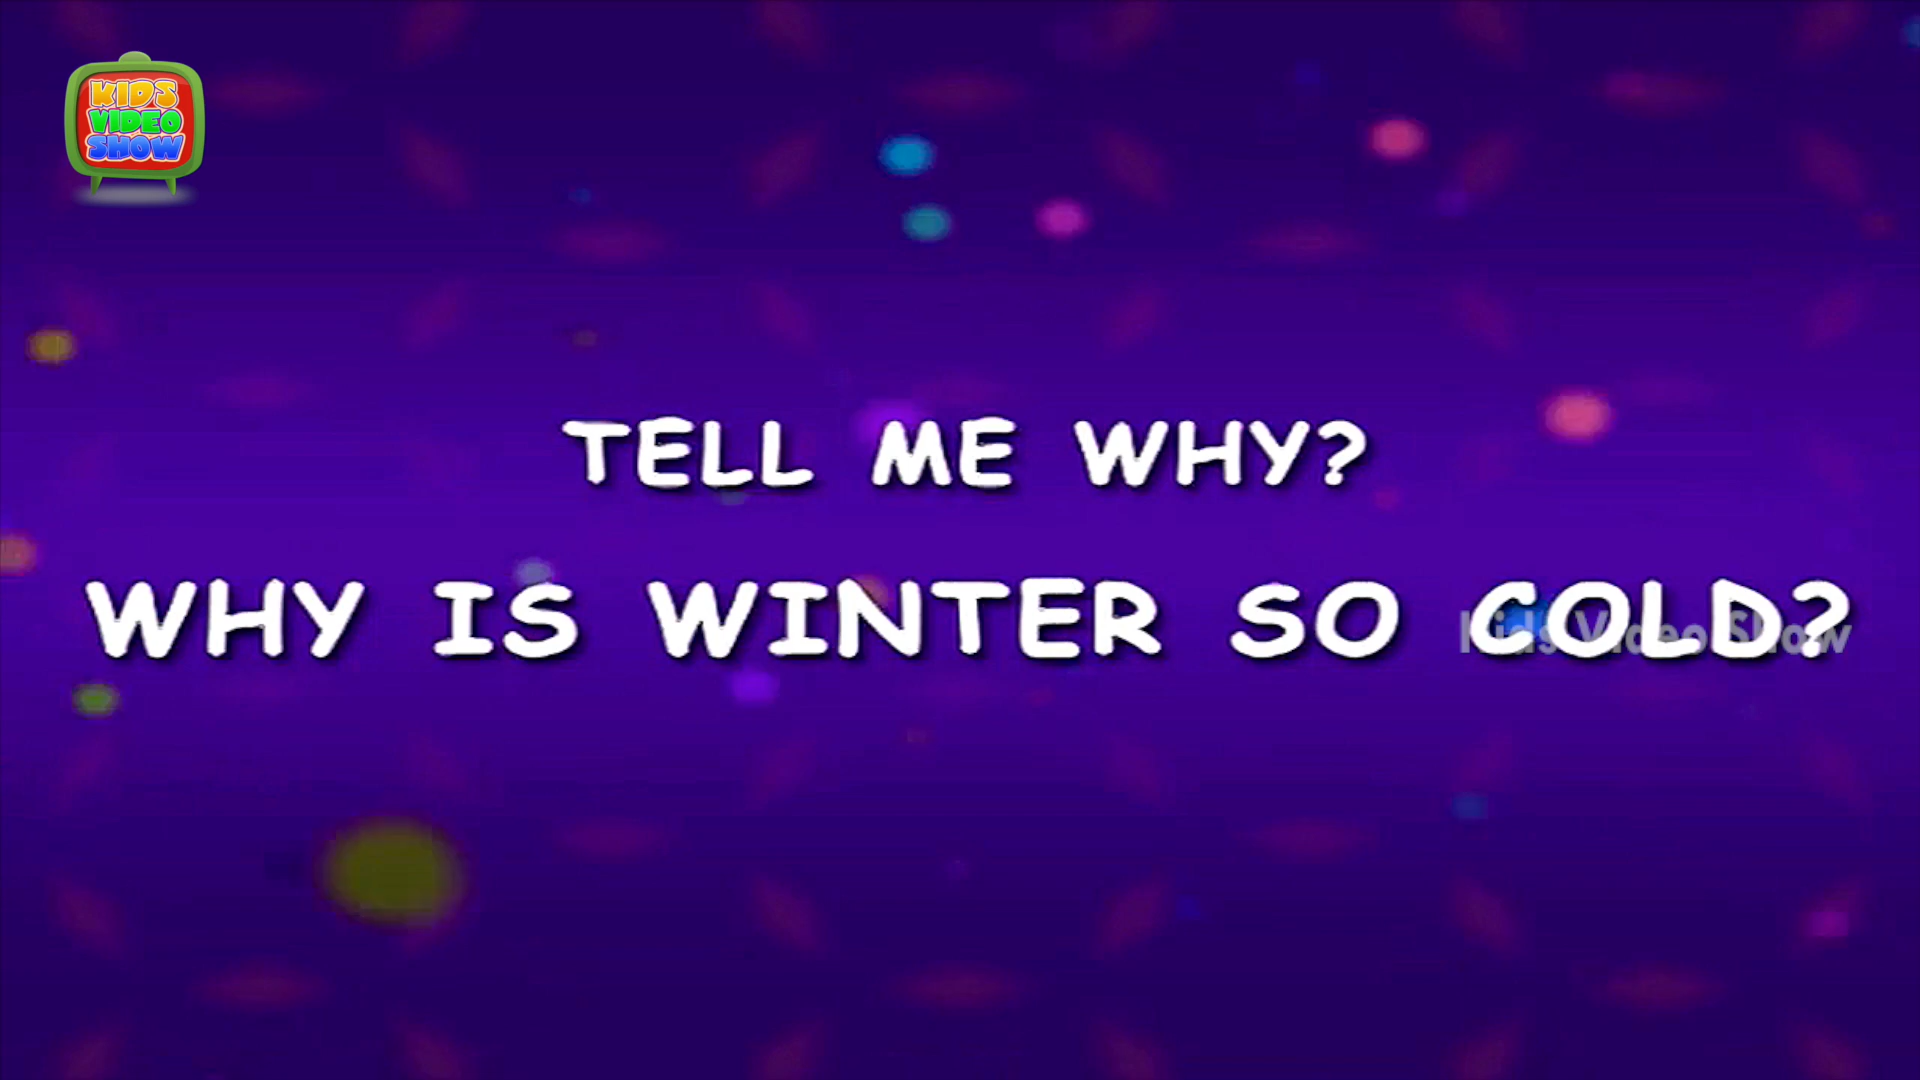 KIDS
VIDEO
SHOW
TELL ME WHY?
WHY IS WINTER SO COLD?
Kids Video Show